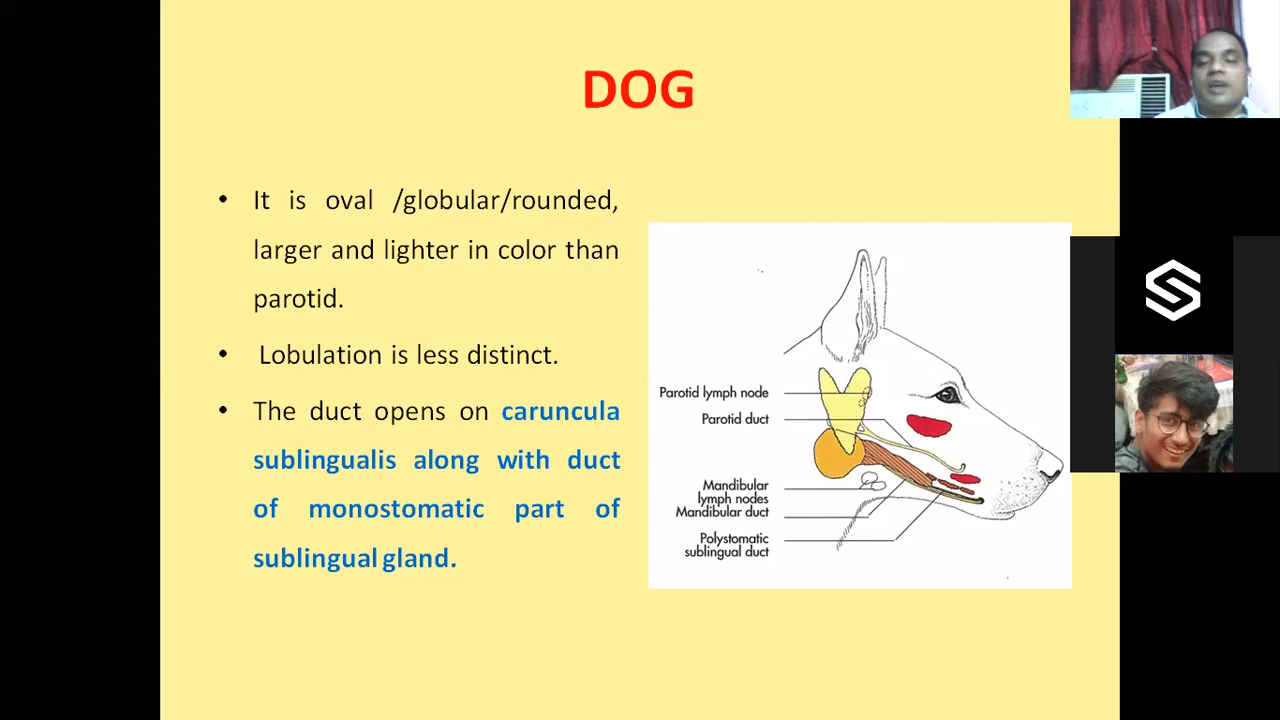 DOG
• It is oval /globular/rounded,
larger and lighter in color than
parotid.
• Lobulation is less distinct.
• The duct opens on caruncula
sublingualis along with duct
of monostomatic part of
sublingual gland.
Parotid lymph node
Parotid duct
Mandibular
lymph nodes
Mandibular duct
Polystomatic
sublingual duct